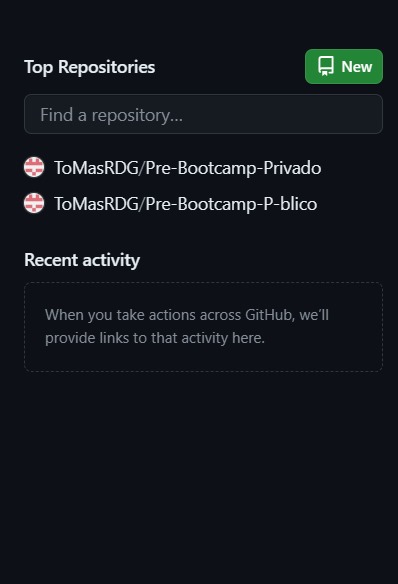 Top Repositories
New
Find a repository...
ToMasRDG/Pre-Bootcamp-Privado
ToMasRDG/Pre-Bootcamp-P-blico
Recent activity
When you take actions across GitHub, we'll
provide links to that activity here.